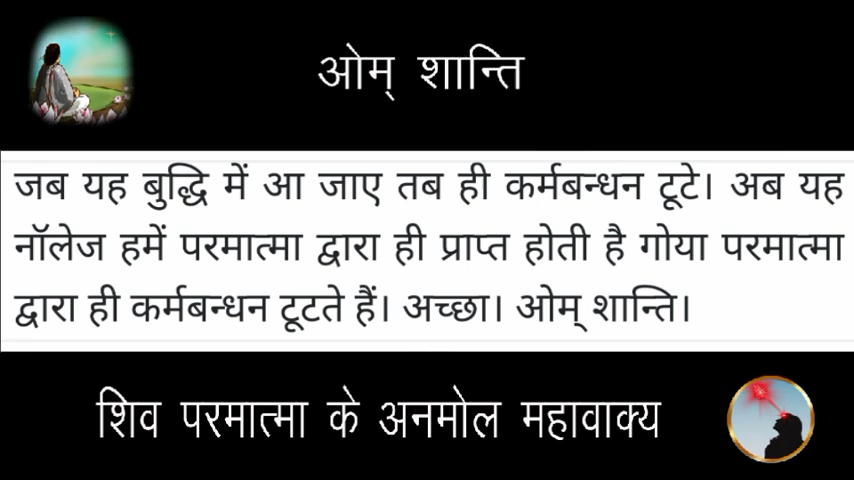 ओम् शान्ति
जब यह बुद्धि में आ जाए तब ही कर्मबन्धन टूटे। अब यह
नॉलेज हमें परमात्मा द्वारा ही प्राप्त होती है गोया परमात्मा
द्वारा ही कर्मबन्धन टूटते हैं। अच्छा। ओम् शान्ति।
शिव परमात्मा के अनमोल महावाक्य